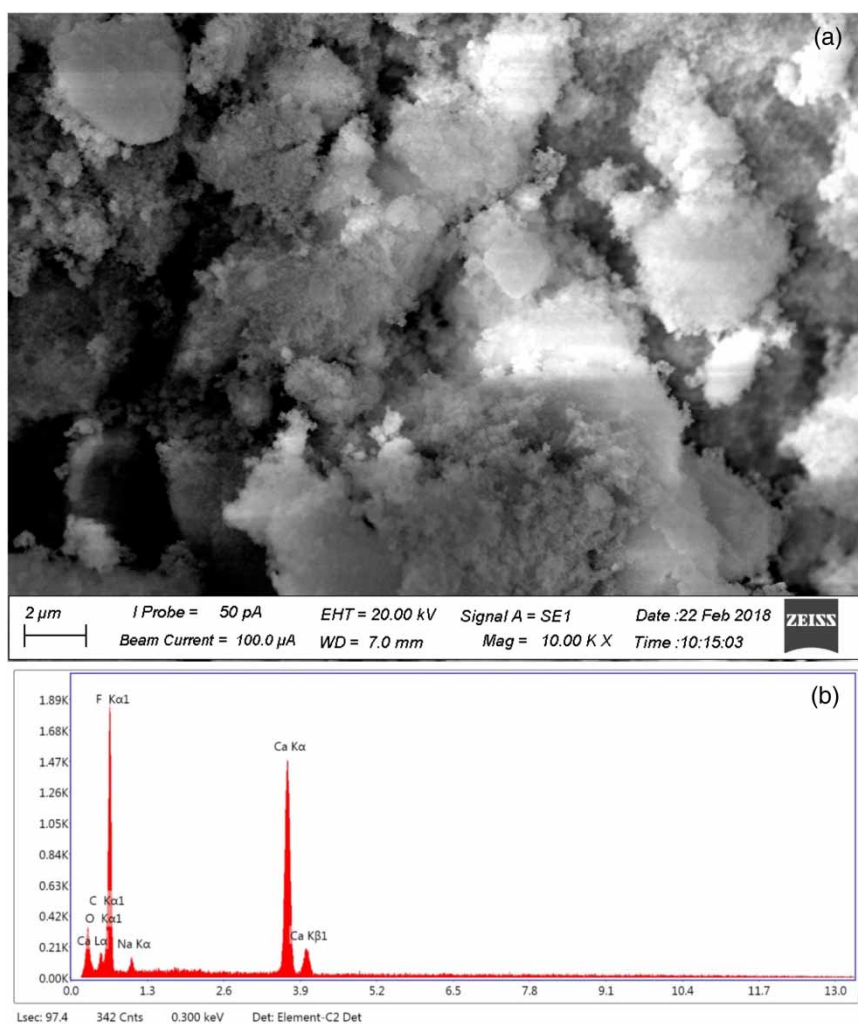 (a)
2 µm
I Probe = 50 pA EHT = 20.00 kV Signal A = SE1 Date :22 Feb 2018 ZEISS
Beam Current = 100.0 µA WD = 7.0 mm Mag = 10.00 K X Time :10:15:03
(b)
F Kα1
1.89K
1.68K
Ca Kα
1.47K
1.26K
1.05K
0.84K
0.63K
C Kα1
0.42K
O Kα1
Ca Lα Na Kα Ca Kβ1
0.21K
0.00K
0.0 1.3 2.6 3.9 5.2 6.5 7.8 9.1 10.4 11.7 13.0
Lsec: 97.4 342 Cnts 0.300 keV Det: Element-C2 Det